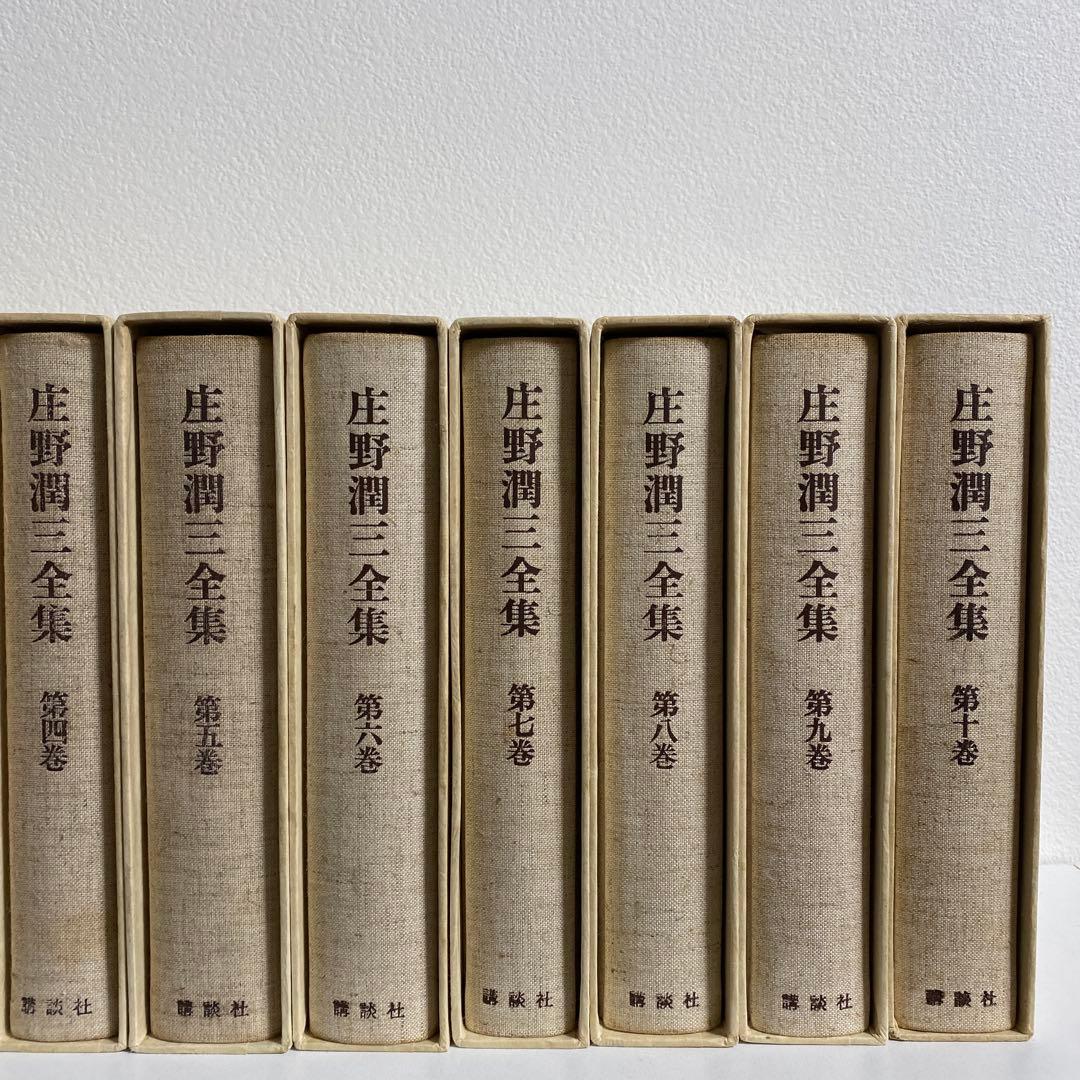 庄野潤三全集 第四巻
講談社
庄野潤三全集 第五巻
講談社
庄野潤三全集 第六巻
講談社
庄野潤三全集 第七巻
講談社
庄野潤三全集 第八巻
講談社
庄野潤三全集 第九巻
講談社
庄野潤三全集 第十巻
講談社